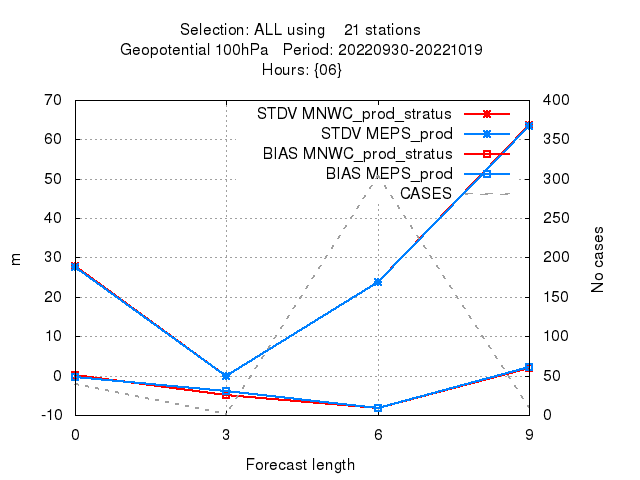 Selection: ALL using    21 stations
Geopotential 100hPa   Period: 20220930-20221019
Hours: {06}
70
60
50
40
30
20
10
0
-10
400
350
300
250
200
150
100
50
0
STDV MNWC_prod_stratus
STDV MEPS_prod
BIAS MNWC_prod_stratus
BIAS MEPS_prod
CASES
m
No cases
0 3 6 9
Forecast length